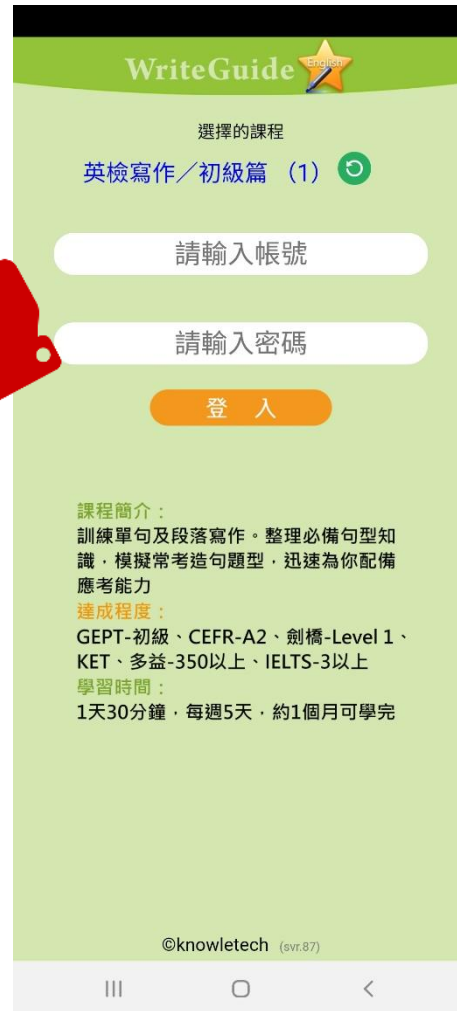 WriteGuide English
選擇的課程
英檢寫作／初級篇 （1）
請輸入帳號
請輸入密碼
登 入
課程簡介：
訓練單句及段落寫作。整理必備句型知
識，模擬常考造句題型，迅速為你配備
應考能力
達成程度：
GEPT-初級、CEFR-A2、劍橋-Level 1、
KET、多益-350以上、IELTS-3以上
學習時間：
1天30分鐘，每週5天，約1個月可學完
©knowletech (svr.87)